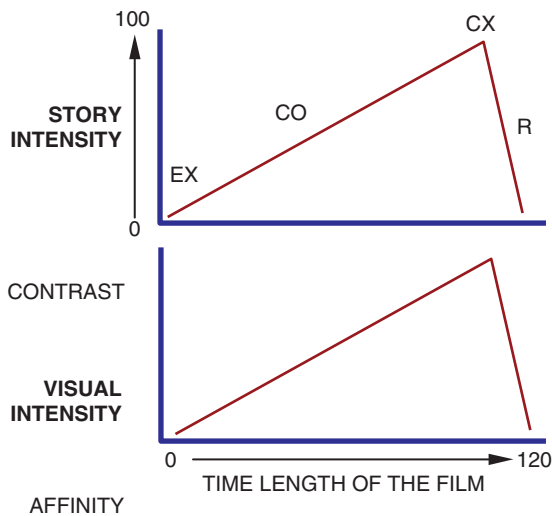 100
CX
STORY
INTENSITY
CO
R
EX
0
CONTRAST
VISUAL
INTENSITY
0
120
TIME LENGTH OF THE FILM
AFFINITY